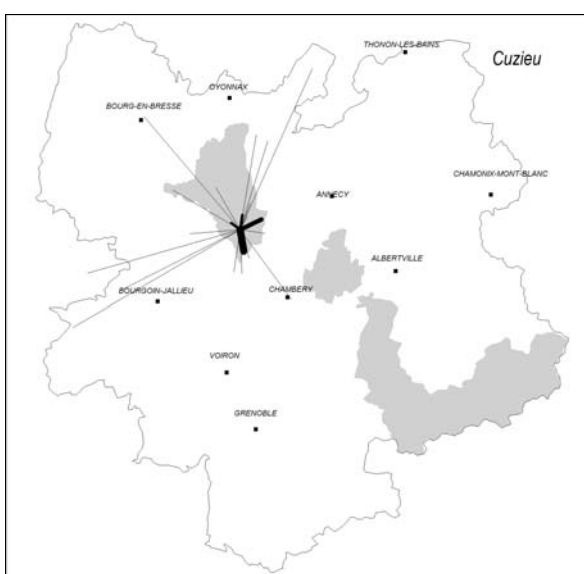 THONON-LES-BAINS
Cuzieu
OYONNAX
BOURG-EN-BRESSE
CHAMONIX-MONT-BLANC
ANNECY
ALBERTVILLE
BOURGOIN-JALLIEU
CHAMBERY
VOIRON
GRENOBLE